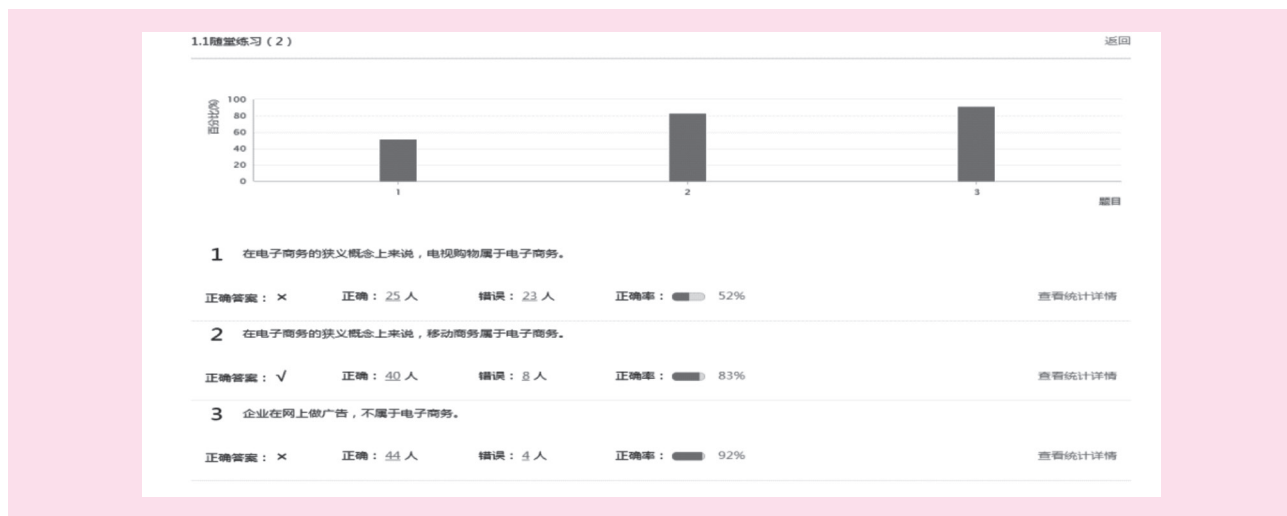 1.1随堂练习（2）
返回
百分比(%)
100
80
60
40
20
0
1
2
3
题目
1 在电子商务的狭义概念上来说，电视购物属于电子商务。
正确答案：× 正确：25人 错误：23人 正确率： 52% 查看统计详情
2 在电子商务的狭义概念上来说，移动商务属于电子商务。
正确答案：√ 正确：40人 错误：8人 正确率： 83% 查看统计详情
3 企业在网上做广告，不属于电子商务。
正确答案：× 正确：44人 错误：4人 正确率： 92% 查看统计详情